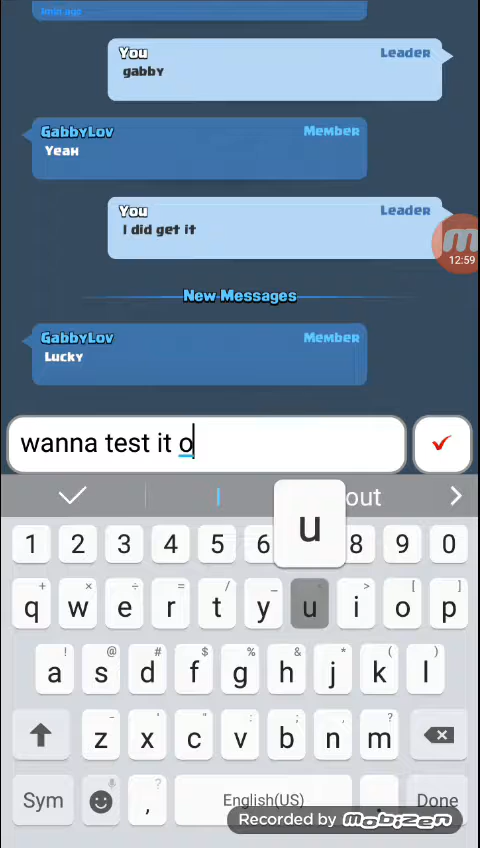 1min ago
You Leader
gabby
GabbyLov Member
Yeah
You Leader
I did get it
12:59
New Messages
GabbyLov Member
Lucky
wanna test it o
I out
u
1 2 3 4 5 6 8 9 0
+ × ÷ = / _ > [ ]
q w e r t y u i o p
! @ # $ % & * ( )
a s d f g h j k l
- ' " : ; , ?
z x c v b n m
?
Sym , English(US) . Done
Recorded by mobizen